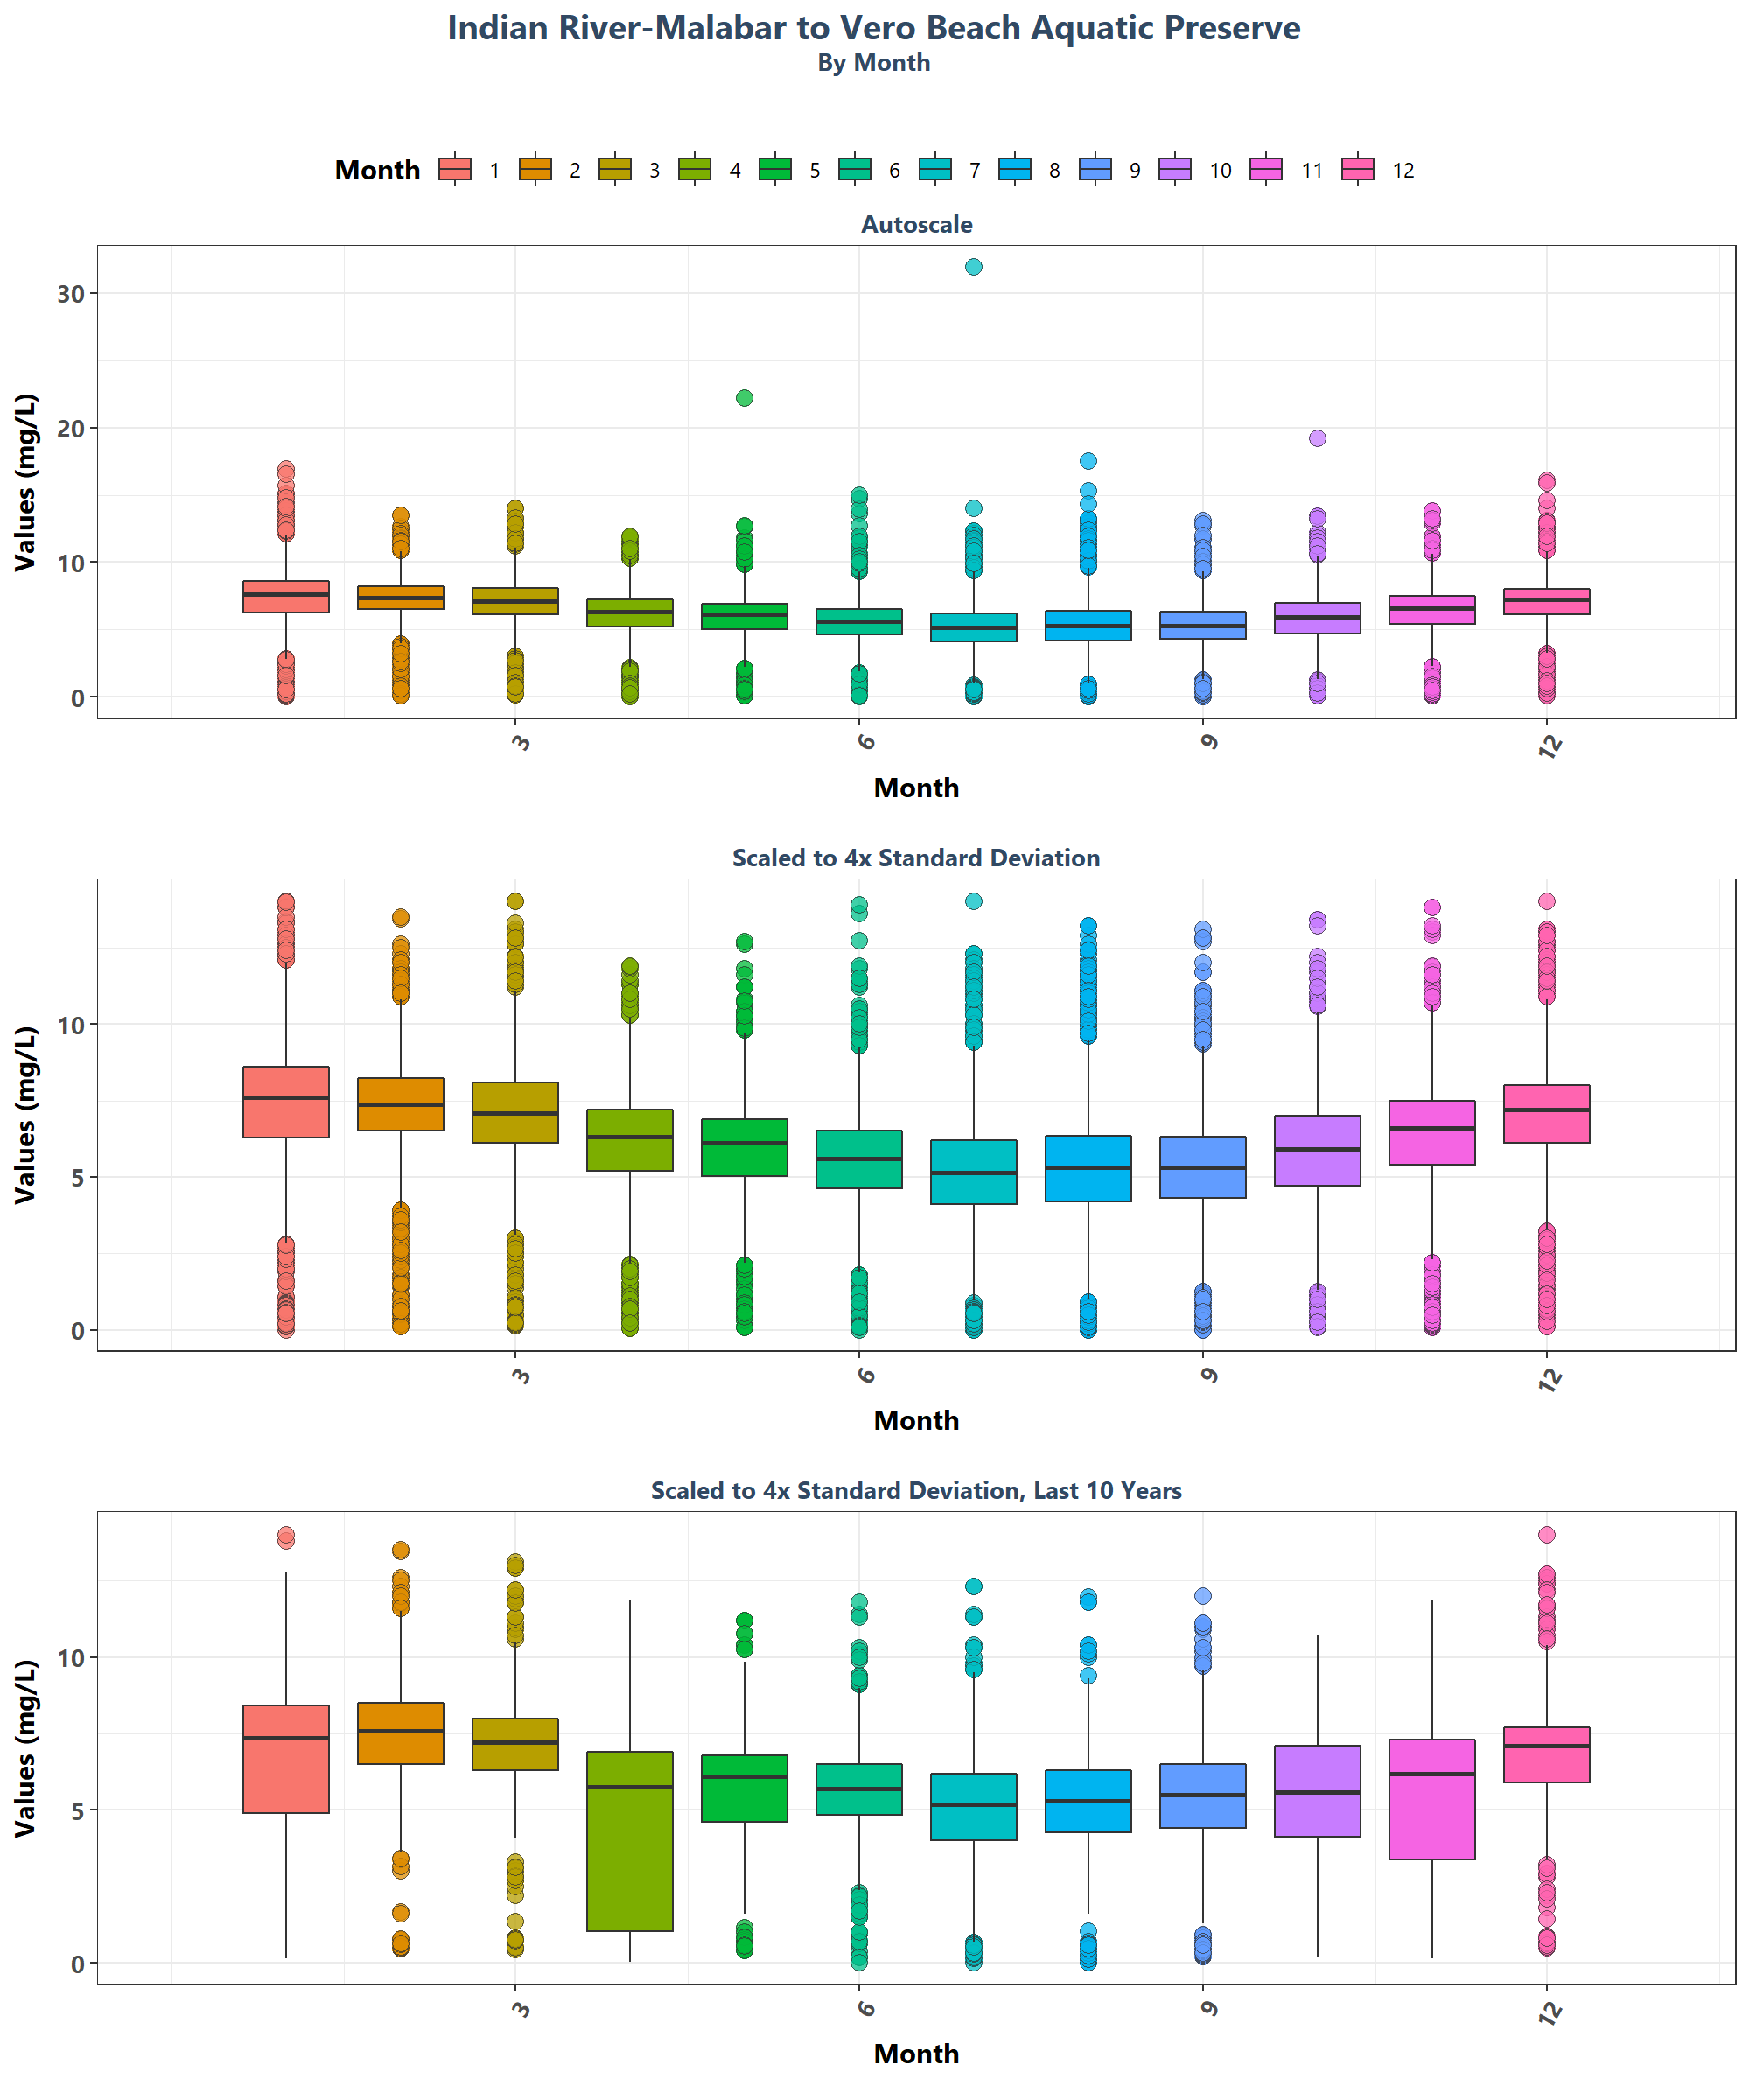 Indian River-Malabar to Vero Beach Aquatic Preserve
By Month
Month 1 2 3 4 5 6 7 8 9 10 11 12
Autoscale
Values (mg/L)
30
20
10
0
3 6 9 12
Month
Scaled to 4x Standard Deviation
Values (mg/L)
10
5
0
3 6 9 12
Month
Scaled to 4x Standard Deviation, Last 10 Years
Values (mg/L)
10
5
0
3 6 9 12
Month